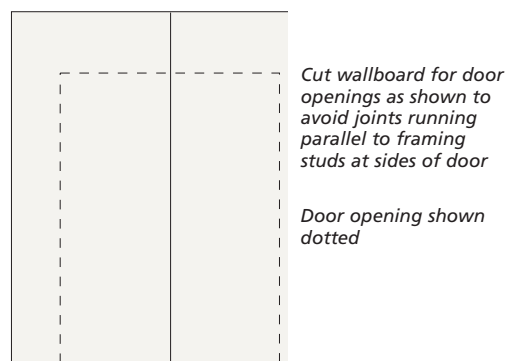 Cut wallboard for door
openings as shown to
avoid joints running
parallel to framing
studs at sides of door
Door opening shown
dotted